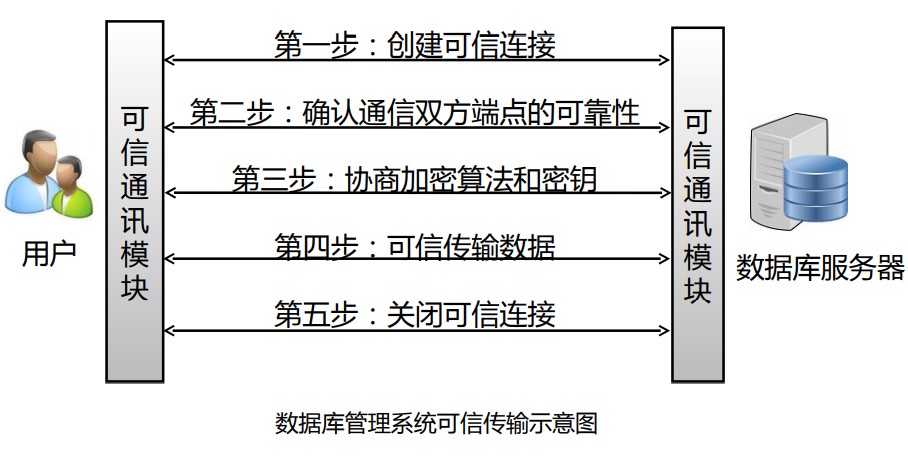 第一步：创建可信连接
第二步：确认通信双方端点的可靠性
第三步：协商加密算法和密钥
第四步：可信传输数据
第五步：关闭可信连接
用户
可信通讯模块
可信通讯模块
数据库服务器
数据库管理系统可信传输示意图